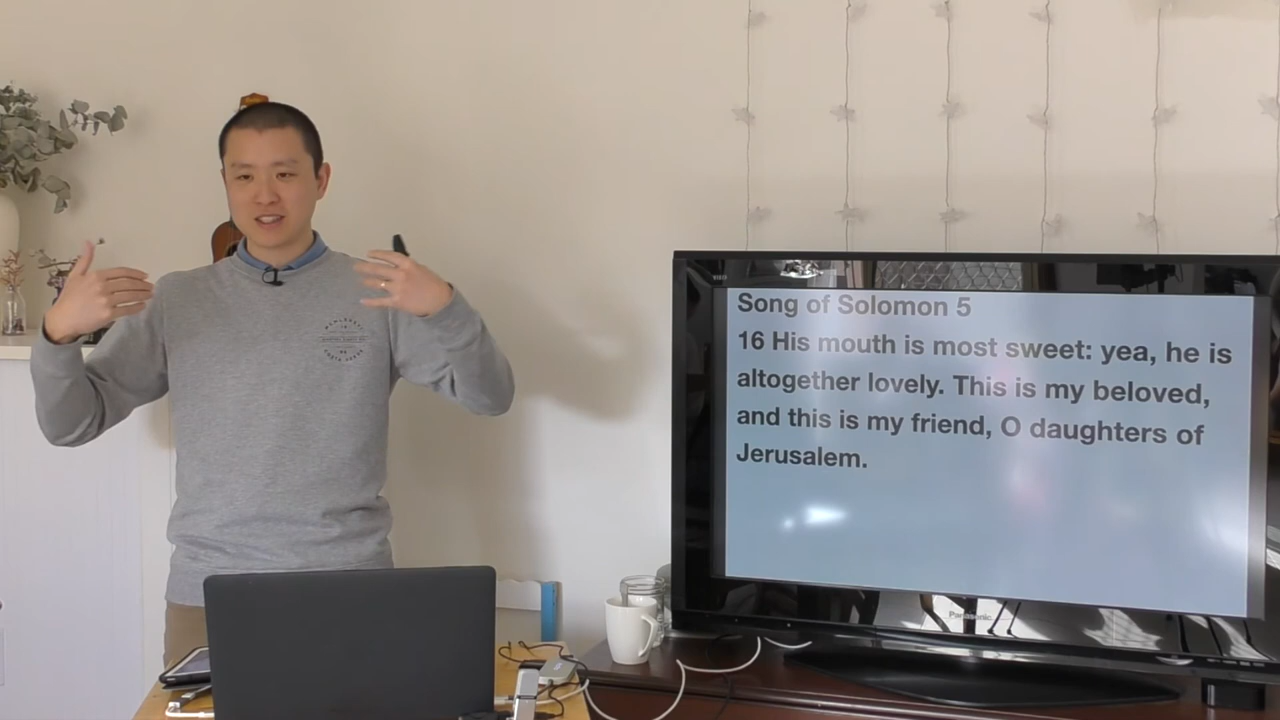 Song of Solomon 5
16 His mouth is most sweet: yea, he is
altogether lovely. This is my beloved,
and this is my friend, O daughters of
Jerusalem.
Panasonic